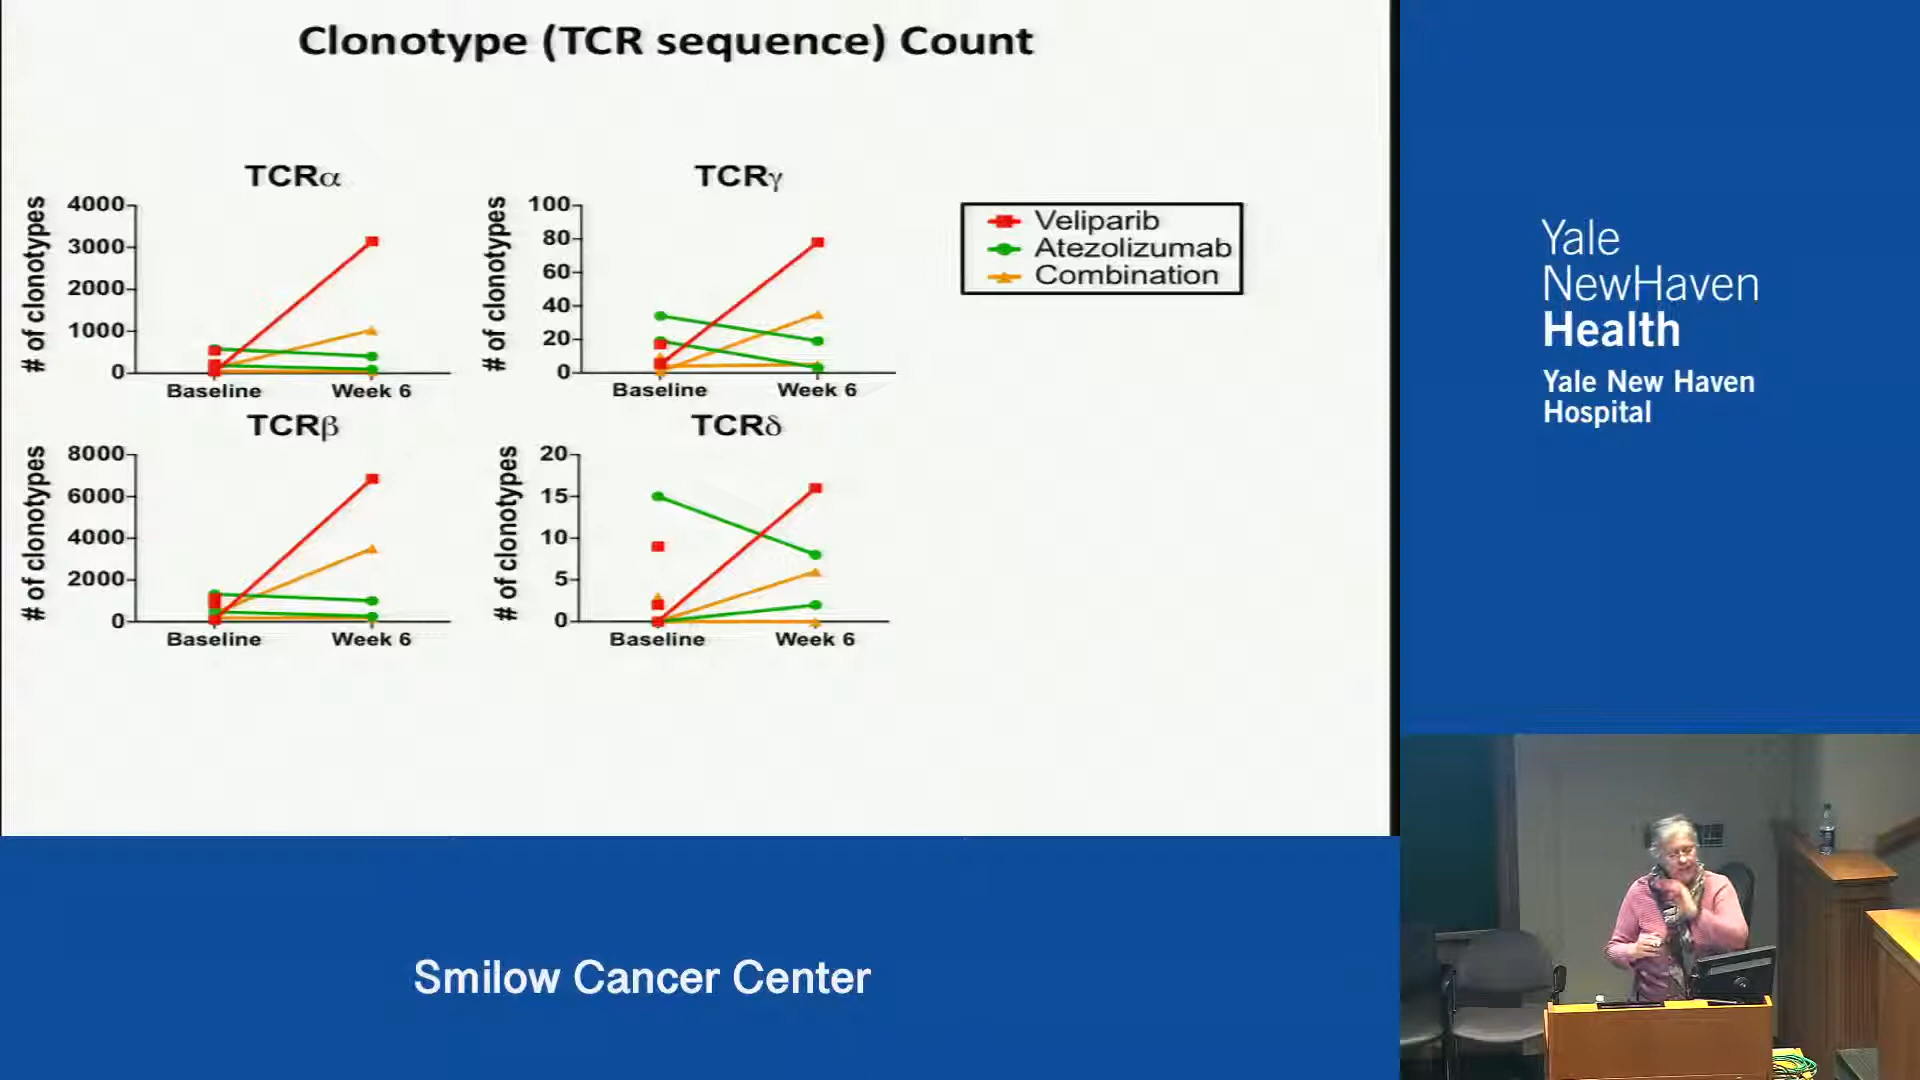 Clonotype (TCR sequence) Count
TCRα
# of clonotypes
4000
3000
2000
1000
0
Baseline
Week 6
TCRγ
# of clonotypes
100
80
60
40
20
0
Baseline
Week 6
Veliparib
Atezolizumab
Combination
TCRβ
# of clonotypes
8000
6000
4000
2000
0
Baseline
Week 6
TCRδ
# of clonotypes
20
15
10
5
0
Baseline
Week 6
Yale
NewHaven
Health
Yale New Haven
Hospital
Smilow Cancer Center